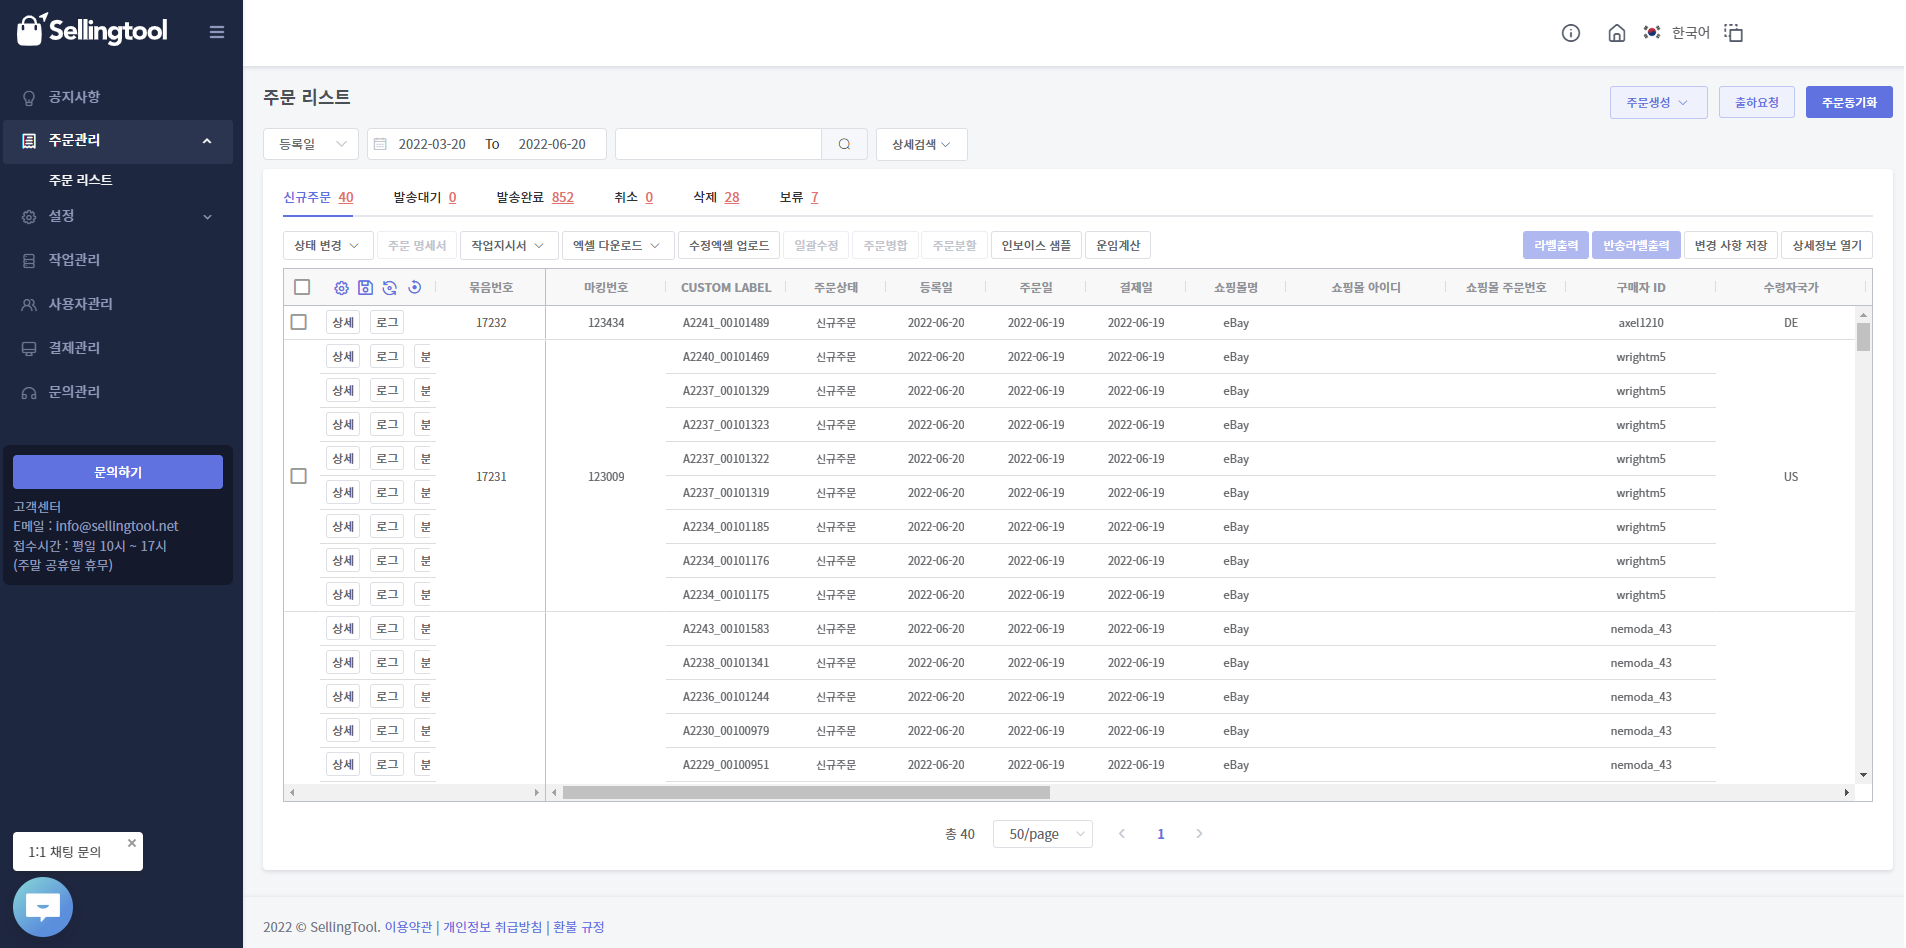 Sellingtool
한국어
공지사항
주문관리
주문 리스트
설정
작업관리
사용자관리
결제관리
문의관리
문의하기
고객센터
E메일 : info@sellingtool.net
접수시간 : 평일 10시 ~ 17시
(주말 공휴일 휴무)
1:1 채팅 문의
주문 리스트
주문생성 출하요청 주문동기화
등록일 2022-03-20 To 2022-06-20 상세검색
신규주문 40 발송대기 0 발송완료 852 취소 0 삭제 28 보류 7
상태 변경 주문 명세서 작업지시서 엑셀 다운로드 수정엑셀 업로드 일괄수정 주문병합 주문분할 인보이스 샘플 운임계산 라벨출력 반송라벨출력 변경 사항 저장 상세정보 열기
묶음번호 마킹번호 CUSTOM LABEL 주문상태 등록일 주문일 결제일 쇼핑몰명 쇼핑몰 아이디 쇼핑몰 주문번호 구매자 ID 수령자국가
상세 로그 17232 123434 A2241_00101489 신규주문 2022-06-20 2022-06-19 2022-06-19 eBay axel1210 DE
상세 로그 분 A2240_00101469 신규주문 2022-06-20 2022-06-19 2022-06-19 eBay wrightm5
상세 로그 분 A2237_00101329 신규주문 2022-06-20 2022-06-19 2022-06-19 eBay wrightm5
상세 로그 분 A2237_00101323 신규주문 2022-06-20 2022-06-19 2022-06-19 eBay wrightm5
상세 로그 분 A2237_00101322 신규주문 2022-06-20 2022-06-19 2022-06-19 eBay wrightm5
17231 123009 US
상세 로그 분 A2237_00101319 신규주문 2022-06-20 2022-06-19 2022-06-19 eBay wrightm5
상세 로그 분 A2234_00101185 신규주문 2022-06-20 2022-06-19 2022-06-19 eBay wrightm5
상세 로그 분 A2234_00101176 신규주문 2022-06-20 2022-06-19 2022-06-19 eBay wrightm5
상세 로그 분 A2234_00101175 신규주문 2022-06-20 2022-06-19 2022-06-19 eBay wrightm5
상세 로그 분 A2243_00101583 신규주문 2022-06-20 2022-06-19 2022-06-19 eBay nemoda_43
상세 로그 분 A2238_00101341 신규주문 2022-06-20 2022-06-19 2022-06-19 eBay nemoda_43
상세 로그 분 A2236_00101244 신규주문 2022-06-20 2022-06-19 2022-06-19 eBay nemoda_43
상세 로그 분 A2230_00100979 신규주문 2022-06-20 2022-06-19 2022-06-19 eBay nemoda_43
상세 로그 분 A2229_00100951 신규주문 2022-06-20 2022-06-19 2022-06-19 eBay nemoda_43
총 40 50/page 1
2022 © SellingTool. 이용약관 | 개인정보 취급방침 | 환불 규정